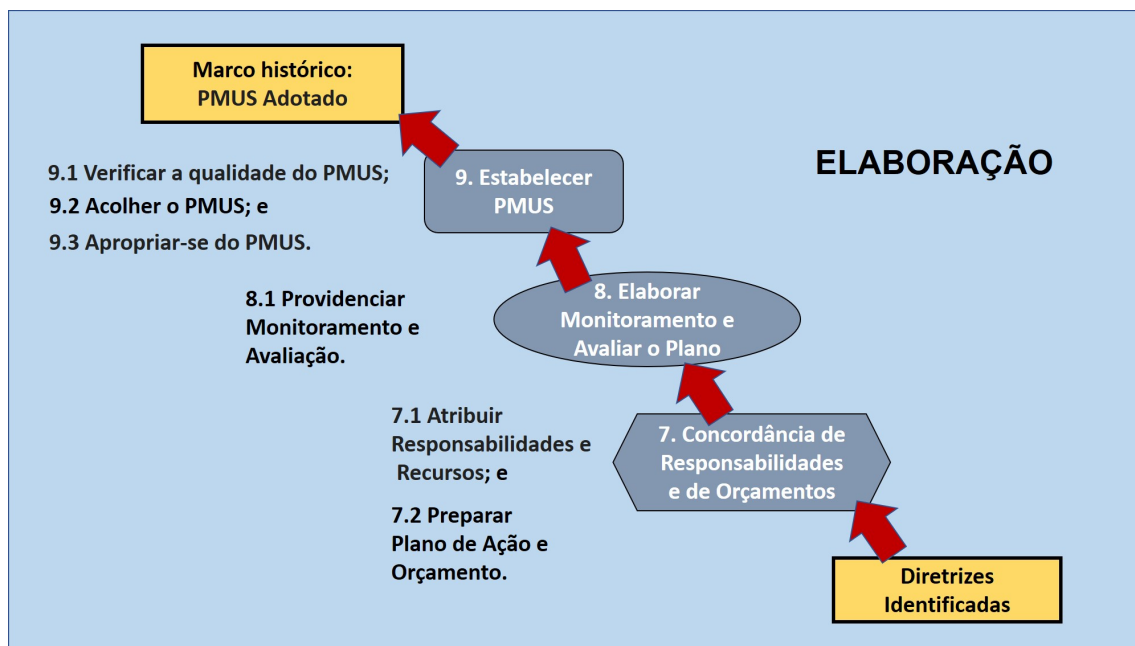 Marco histórico:
PMUS Adotado
ELABORAÇÃO
9.1 Verificar a qualidade do PMUS;
9.2 Acolher o PMUS; e
9.3 Apropriar-se do PMUS.
9. Estabelecer
PMUS
8.1 Providenciar
Monitoramento e
Avaliação.
8. Elaborar
Monitoramento e
Avaliar o Plano
7.1 Atribuir
Responsabilidades e
Recursos; e
7.2 Preparar
Plano de Ação e
Orçamento.
7. Concordância de
Responsabilidades
e de Orçamentos
Diretrizes
Identificadas